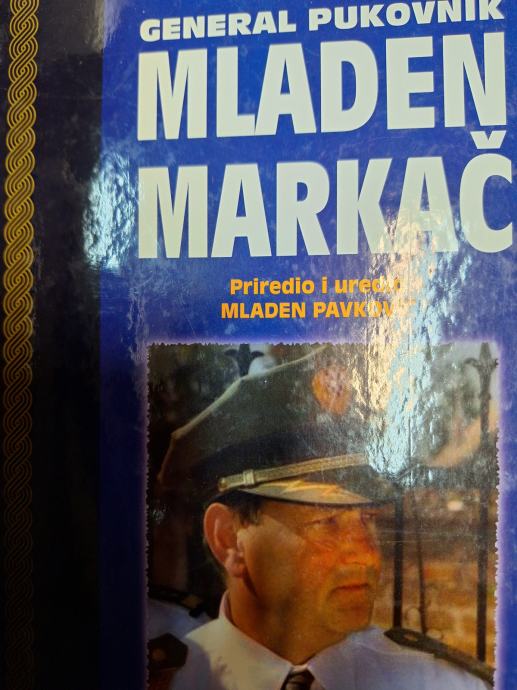 GENERAL PUKOVNIK
MLADEN
MARKAČ
Priredio i
MLADEN